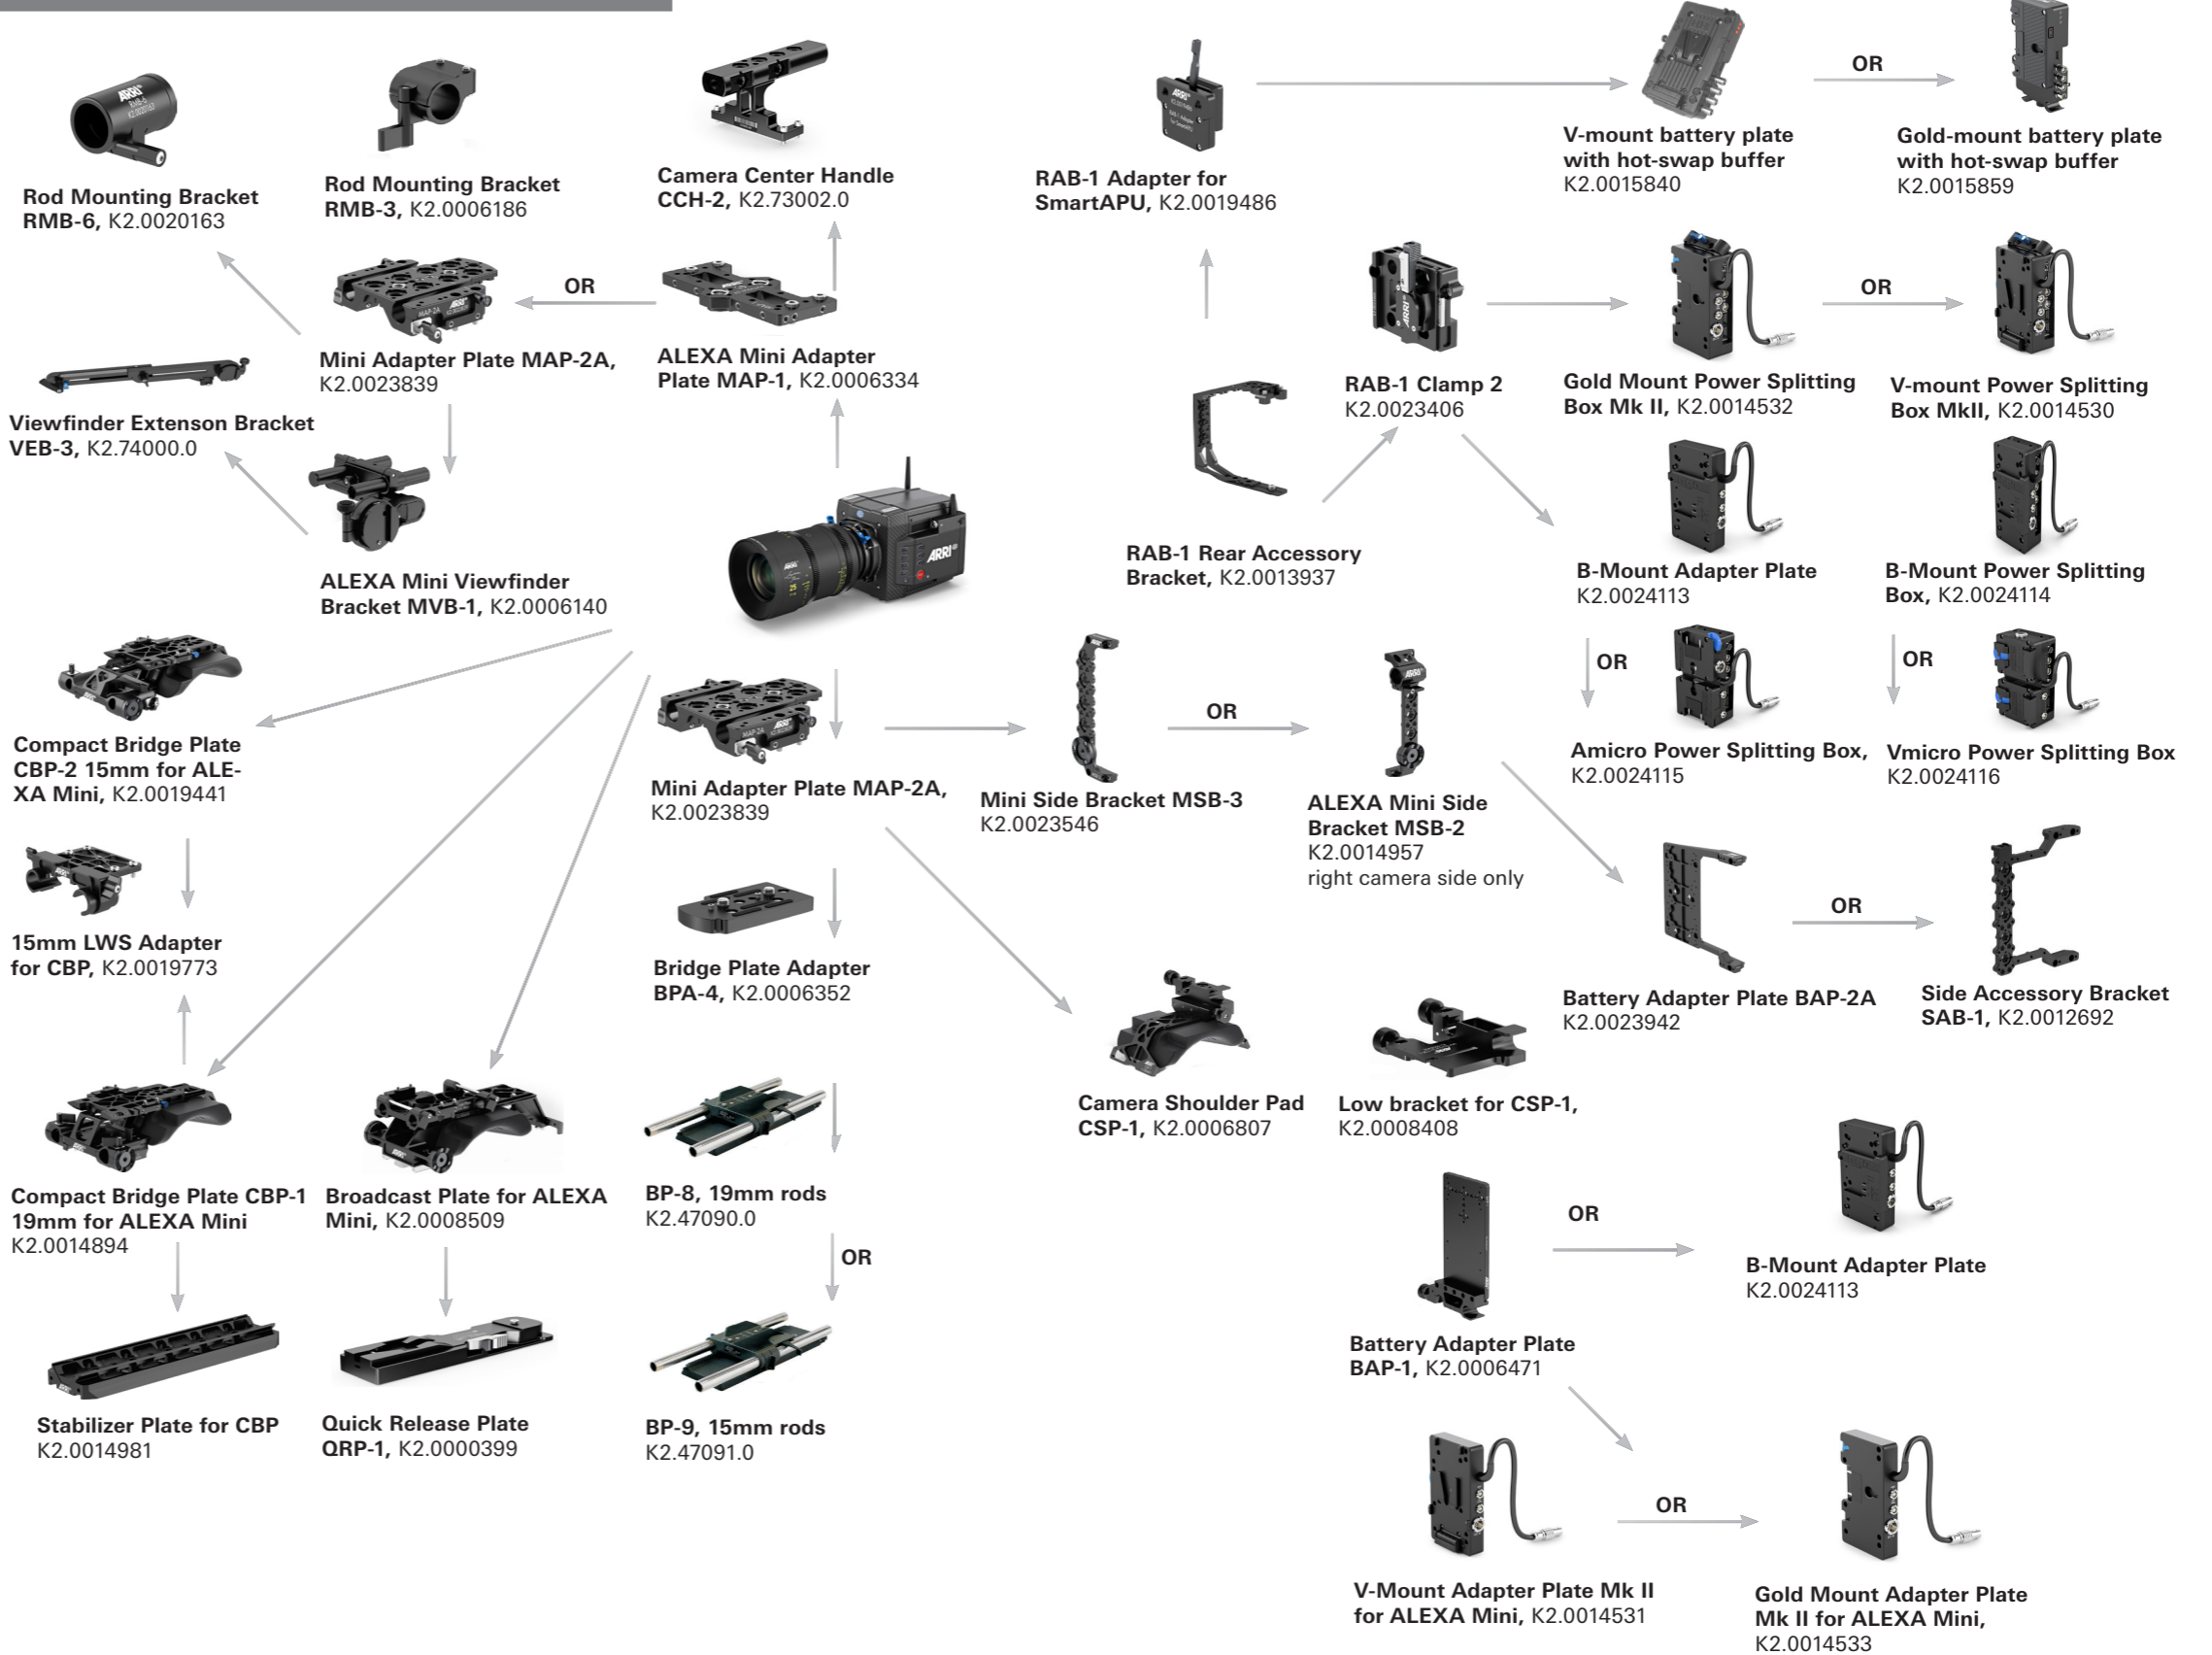 Rod Mounting Bracket
RMB-6, K2.0020163
Rod Mounting Bracket
RMB-3, K2.0006186
Camera Center Handle
CCH-2, K2.73002.0
RAB-1 Adapter for
SmartAPU, K2.0019486
V-mount battery plate
with hot-swap buffer
K2.0015840
OR
Gold-mount battery plate
with hot-swap buffer
K2.0015859
Mini Adapter Plate MAP-2A,
K2.0023839
OR
ALEXA Mini Adapter
Plate MAP-1, K2.0006334
RAB-1 Clamp 2
K2.0023406
Gold Mount Power Splitting
Box Mk II, K2.0014532
OR
V-mount Power Splitting
Box MkII, K2.0014530
Viewfinder Extenson Bracket
VEB-3, K2.74000.0
ALEXA Mini Viewfinder
Bracket MVB-1, K2.0006140
ARRI
RAB-1 Rear Accessory
Bracket, K2.0013937
B-Mount Adapter Plate
K2.0024113
B-Mount Power Splitting
Box, K2.0024114
OR
OR
Amicro Power Splitting Box,
K2.0024115
Vmicro Power Splitting Box
K2.0024116
Compact Bridge Plate
CBP-2 15mm for ALE-
XA Mini, K2.0019441
Mini Adapter Plate MAP-2A,
K2.0023839
Mini Side Bracket MSB-3
K2.0023546
OR
ALEXA Mini Side
Bracket MSB-2
K2.0014957
right camera side only
15mm LWS Adapter
for CBP, K2.0019773
Bridge Plate Adapter
BPA-4, K2.0006352
Battery Adapter Plate BAP-2A
K2.0023942
OR
Side Accessory Bracket
SAB-1, K2.0012692
Camera Shoulder Pad
CSP-1, K2.0006807
Low bracket for CSP-1,
K2.0008408
Compact Bridge Plate CBP-1
19mm for ALEXA Mini
K2.0014894
Broadcast Plate for ALEXA
Mini, K2.0008509
BP-8, 19mm rods
K2.47090.0
OR
BP-9, 15mm rods
K2.47091.0
Stabilizer Plate for CBP
K2.0014981
Quick Release Plate
QRP-1, K2.0000399
Battery Adapter Plate
BAP-1, K2.0006471
OR
B-Mount Adapter Plate
K2.0024113
V-Mount Adapter Plate Mk II
for ALEXA Mini, K2.0014531
OR
Gold Mount Adapter Plate
Mk II for ALEXA Mini,
K2.0014533